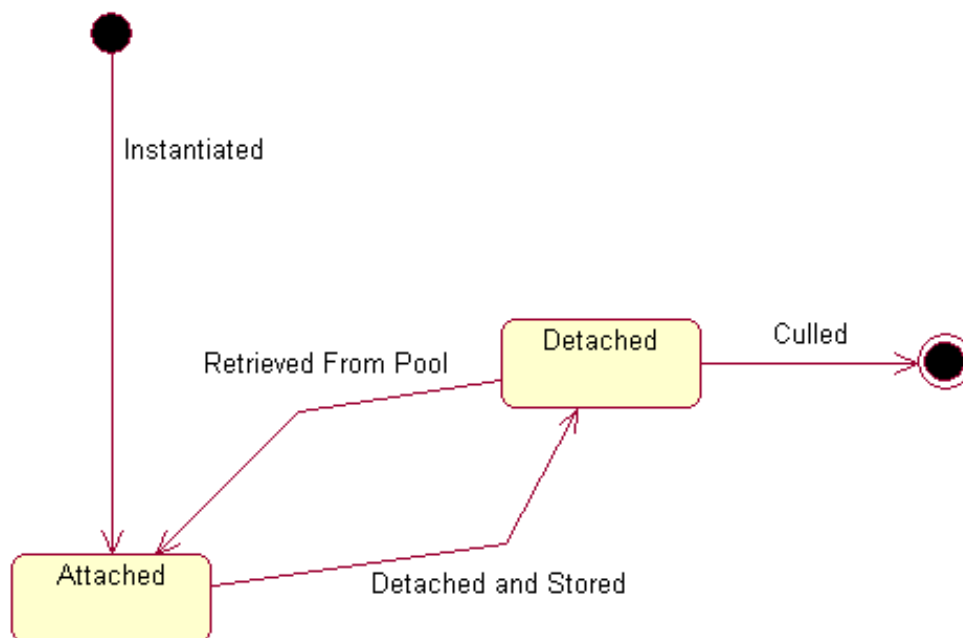 Instantiated
Detached
Culled
Retrieved From Pool
Attached
Detached and Stored